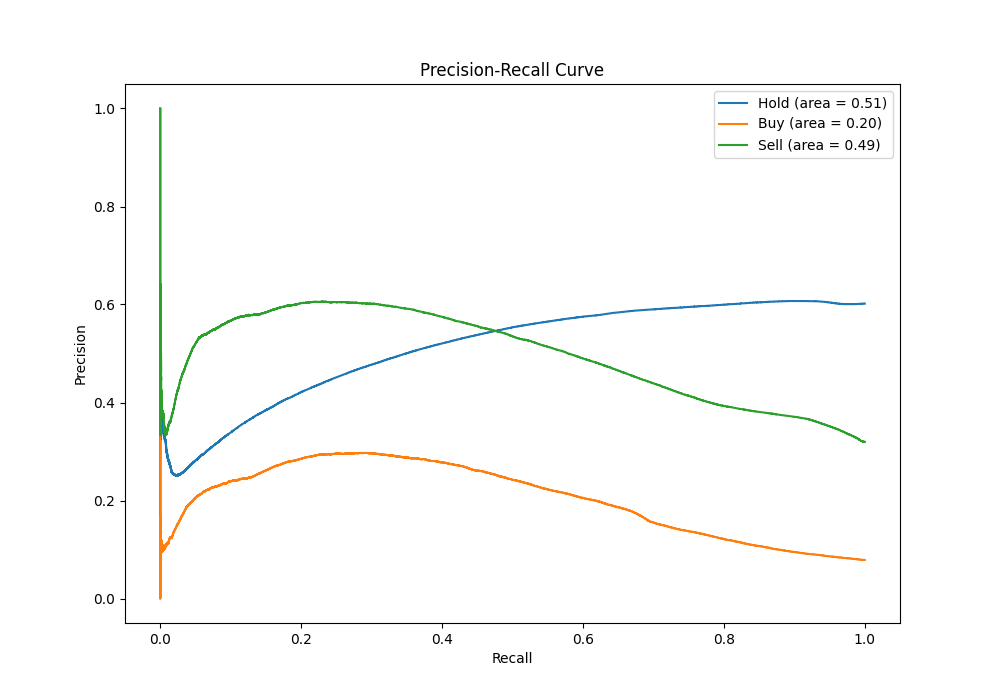 Precision-Recall Curve
Hold (area = 0.51)
Buy (area = 0.20)
Sell (area = 0.49)
Precision
1.0
0.8
0.6
0.4
0.2
0.0
0.0 0.2 0.4 0.6 0.8 1.0
Recall